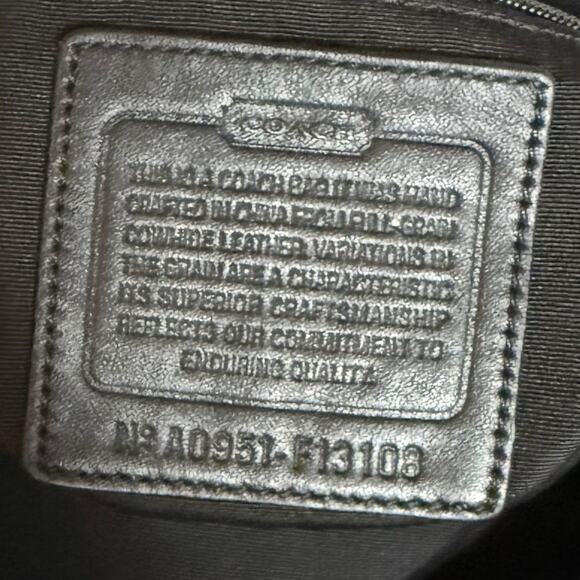 COACH
THIS IS A COACH BAG IT WAS HAND
CRAFTED IN CHINA FROM FULL-GRAIN
COWHIDE LEATHER VARIATIONS IN
THE GRAIN ARE A CHARACTERISTIC
ITS SUPERIOR CRAFTSMANSHIP
REFLECTS OUR COMMITMENT TO
ENDURING QUALITY.
Nº A0951-F13108